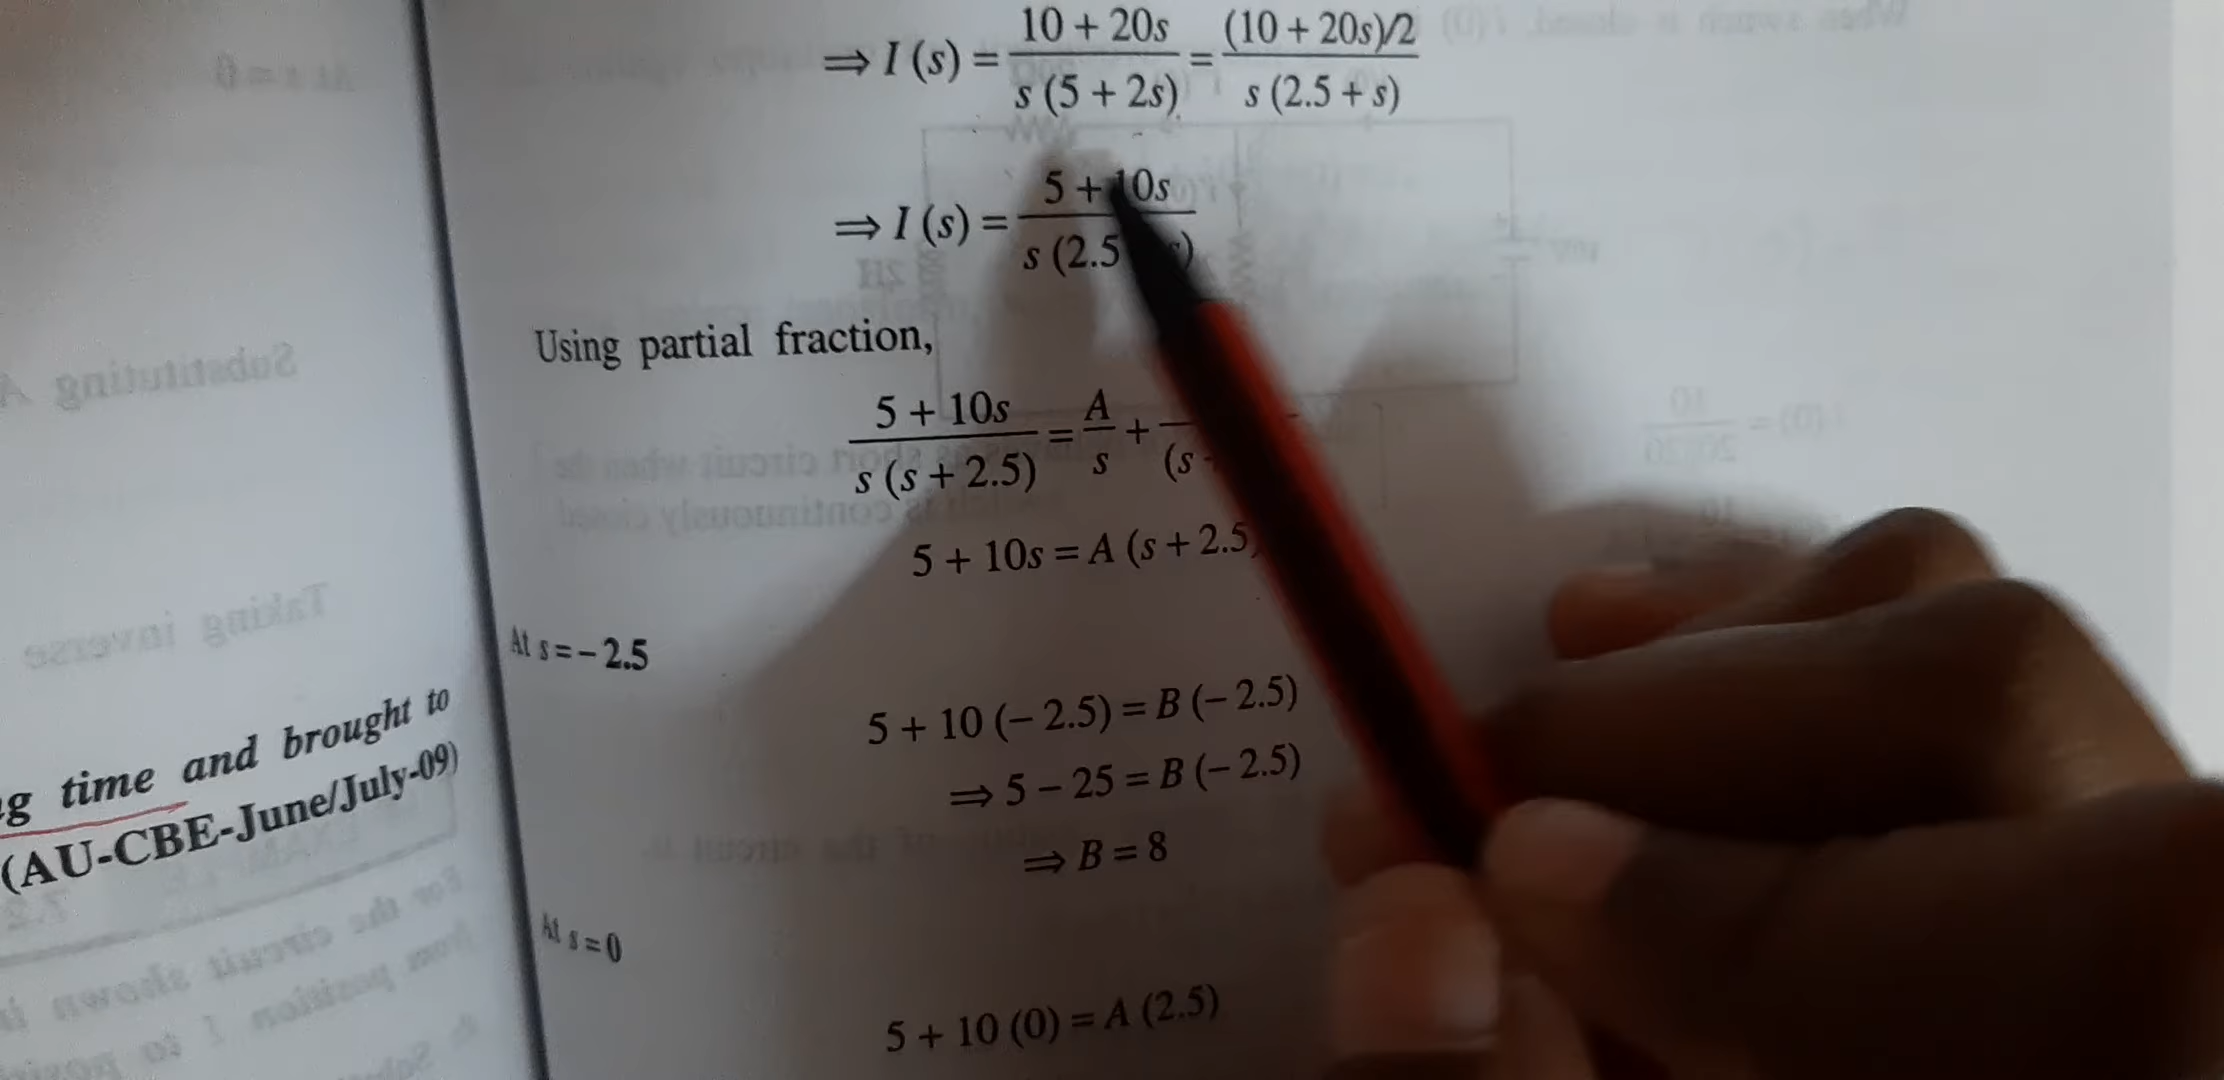 g time and brought to
(AU-CBE-June/July-09)
⇒ I (s) = 10 + 20s / s (5 + 2s) = (10 + 20s)/2 / s (2.5 + s)
⇒ I (s) = 5 + 10s / s (2.5
Using partial fraction,
5 + 10s / s (s + 2.5) = A / s + / (s
5 + 10s = A (s + 2.5
At s = – 2.5
5 + 10 (– 2.5) = B (– 2.5)
⇒ 5 – 25 = B (– 2.5)
⇒ B = 8
At s = 0
5 + 10 (0) = A (2.5)